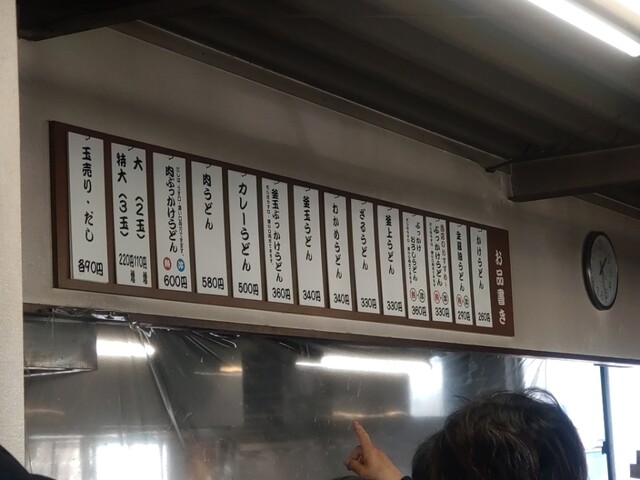 お品書き
かけうどん 260円
生醤油うどん 290円
ぶっかけうどん 330円
ぶっかけおろしうどん 360円
釜上うどん 330円
ざるうどん 330円
わかめうどん 340円
釜玉うどん 340円
釜玉ぶっかけうどん 360円
カレーうどん 500円
肉うどん 580円
肉ぶっかけうどん 600円
大(2玉) 110円増
特大(3玉) 220円増
玉売り・だし 各90円